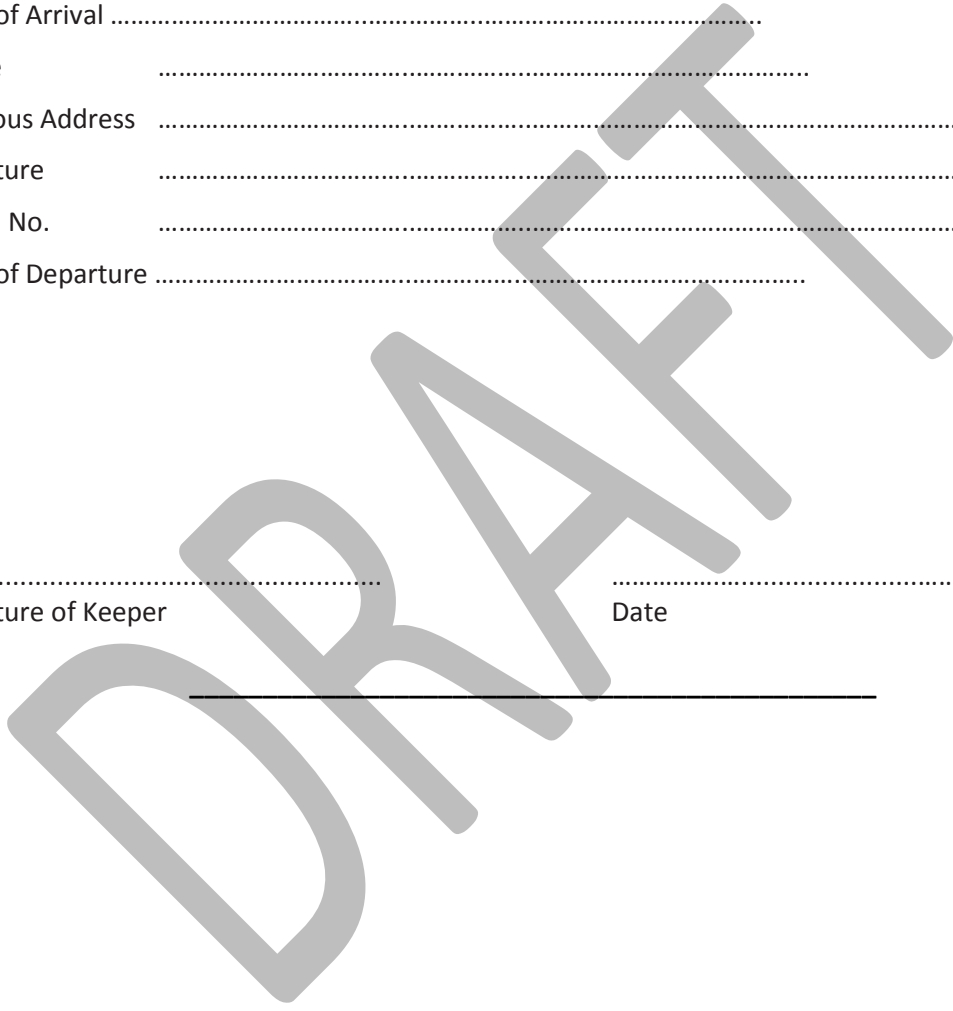 of Arrival ……………………………………………………………………………………
e ……………………………………………………………………………………
ous Address ………………………………………………………………………………………………………
ture ………………………………………………………………………………………………………
No. ………………………………………………………………………………………………………
of Departure ……………………………………………………………………………………
………………………………………………… ……………………………………………
ture of Keeper Date
DRAFT